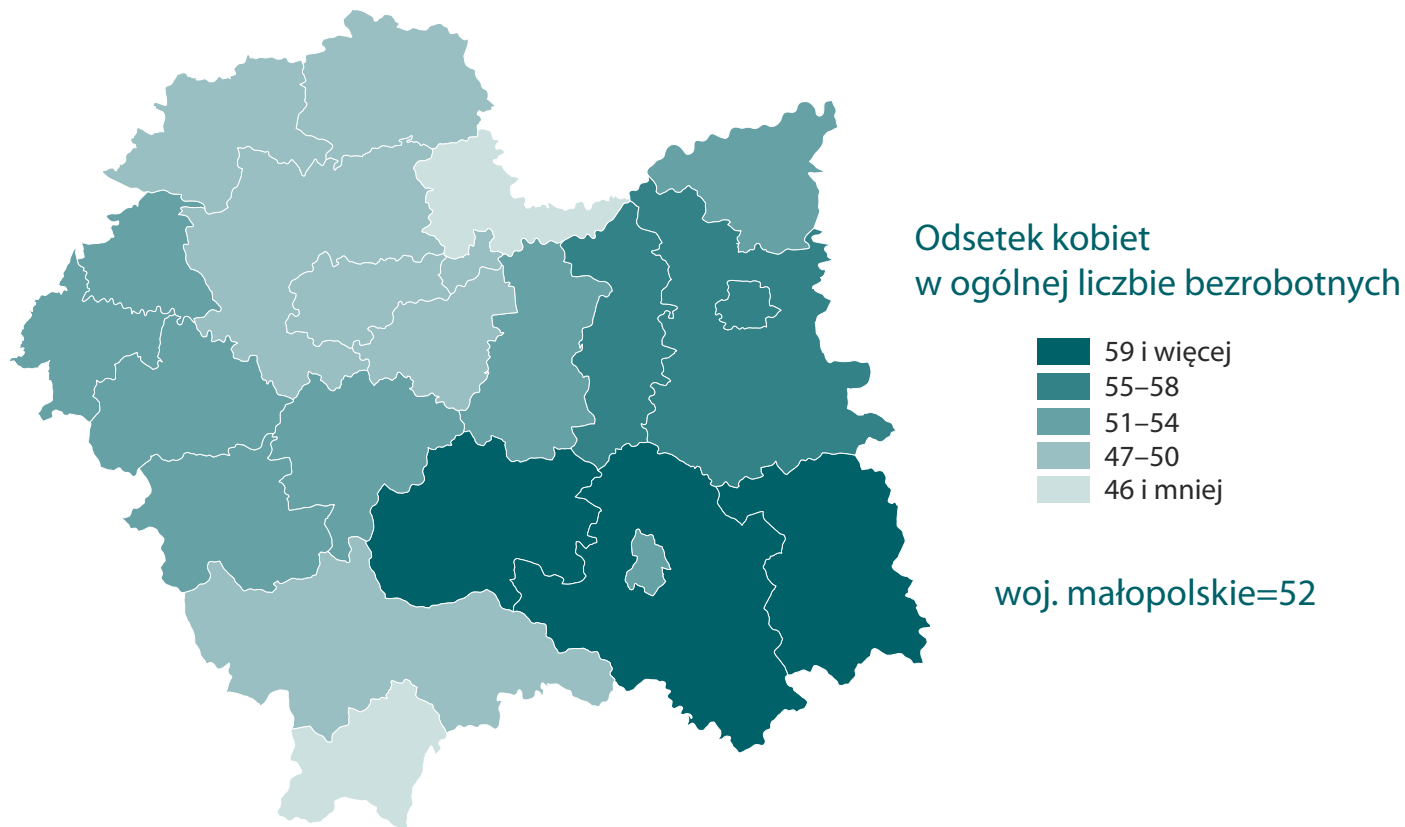 Odsetek kobiet
w ogólnej liczbie bezrobotnych
59 i więcej
55–58
51–54
47–50
46 i mniej
woj. małopolskie=52